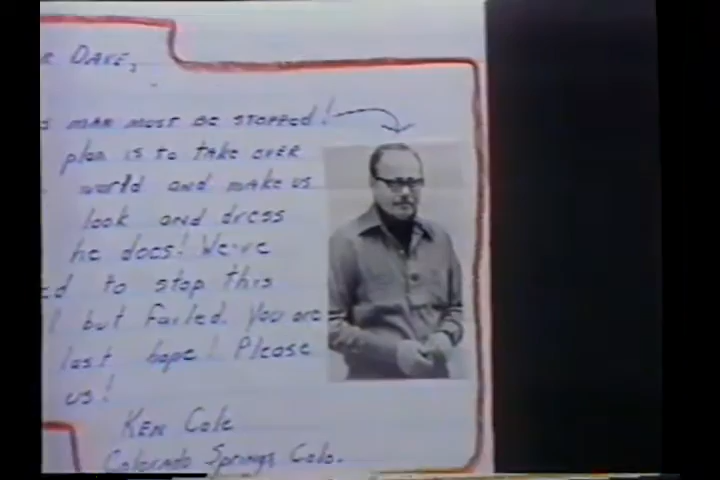 R DAVE,
S MAN MUST BE STOPPED!
plan is to take over
world and make us
look and dress
he does! We've
ed to stop this
l but failed. You are
last hope! Please
us!
Ken Cole
Colorado Springs Colo.